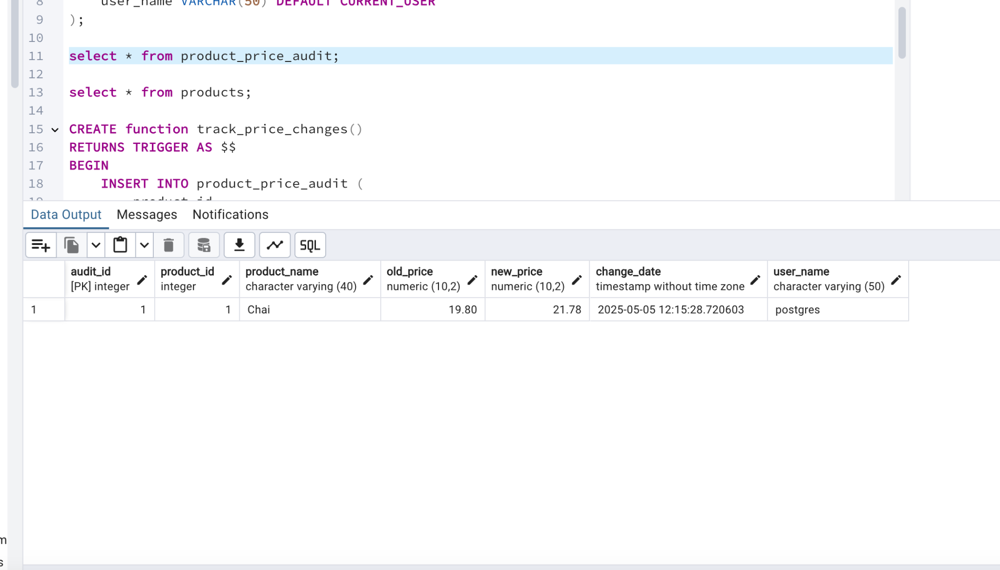 8 user_name VARCHAR(50) DEFAULT CURRENT_USER
9 );
10
11 select * from product_price_audit;
12
13 select * from products;
14
15 CREATE function track_price_changes()
16 RETURNS TRIGGER AS $$
17 BEGIN
18 INSERT INTO product_price_audit (
19 product_id
Data Output Messages Notifications
SQL
audit_id product_id product_name old_price new_price change_date user_name
[PK] integer integer character varying (40) numeric (10,2) numeric (10,2) timestamp without time zone character varying (50)
1 1 1 Chai 19.80 21.78 2025-05-05 12:15:28.720603 postgres
m
s